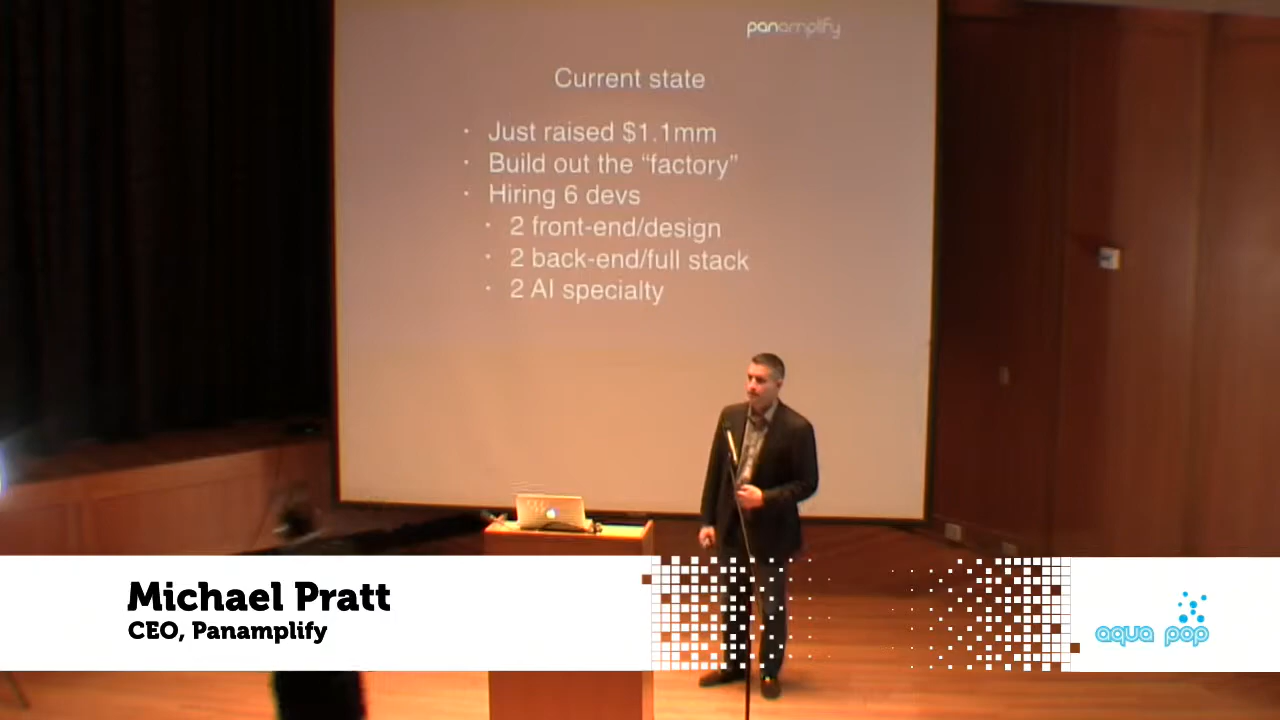 panamplify
Current state
· Just raised $1.1mm
· Build out the “factory”
· Hiring 6 devs
· 2 front-end/design
· 2 back-end/full stack
· 2 AI specialty
Michael Pratt
CEO, Panamplify
aqua pop